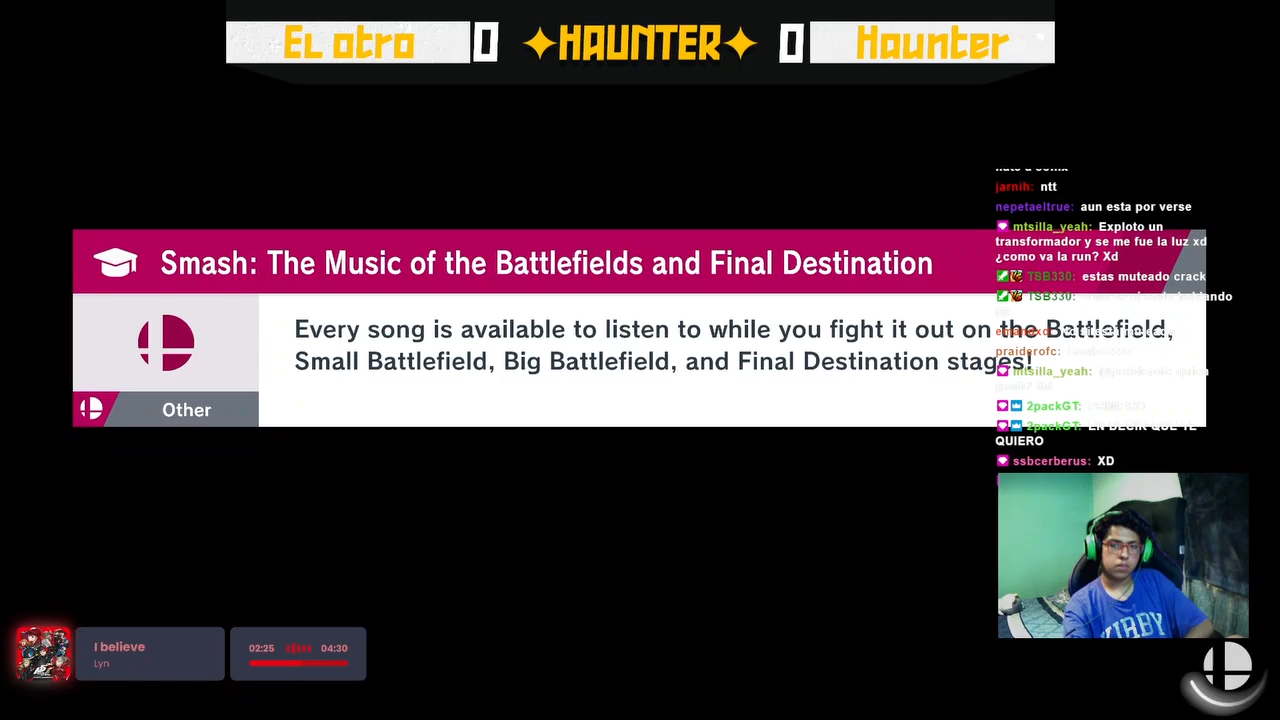 EL otro 0 HAUNTER 0 Haunter
jarnih: ntt
nepetaeltrue: aun esta por verse
mtsilla_yeah: Exploto un
transformador y se me fue la luz xd
¿como va la run? Xd
TSB330: estas muteado crack
TSB330:
Smash: The Music of the Battlefields and Final Destination
Every song is available to listen to while you fight it out on the Battlefield,
Small Battlefield, Big Battlefield, and Final Destination stages!
Other
praiderofc:
mtsilla_yeah:
2packGT:
2packGT: EN DECIR QUE TE
QUIERO
ssbcerberus: XD
KIRBY
I believe
Lyn
02:25 04:30